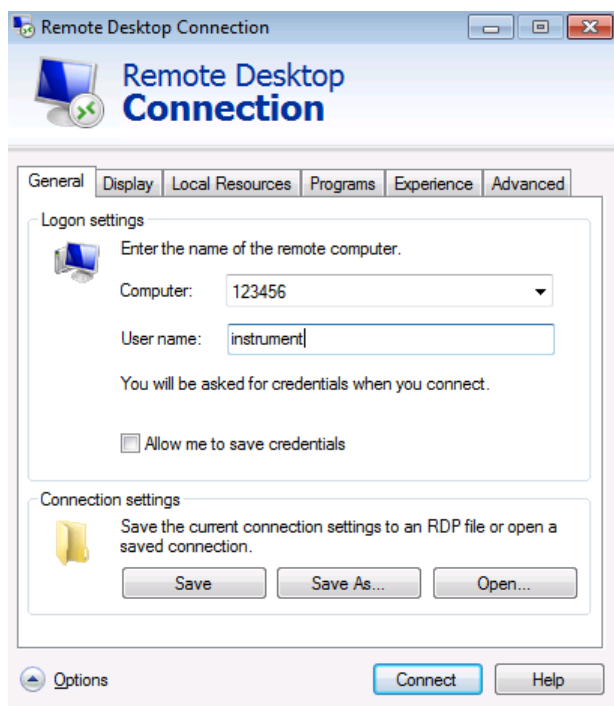 Remote Desktop Connection
Remote Desktop
Connection
General Display Local Resources Programs Experience Advanced
Logon settings
Enter the name of the remote computer.
Computer: 123456
User name: instrument
You will be asked for credentials when you connect.
Allow me to save credentials
Connection settings
Save the current connection settings to an RDP file or open a
saved connection.
Save Save As... Open...
Options Connect Help